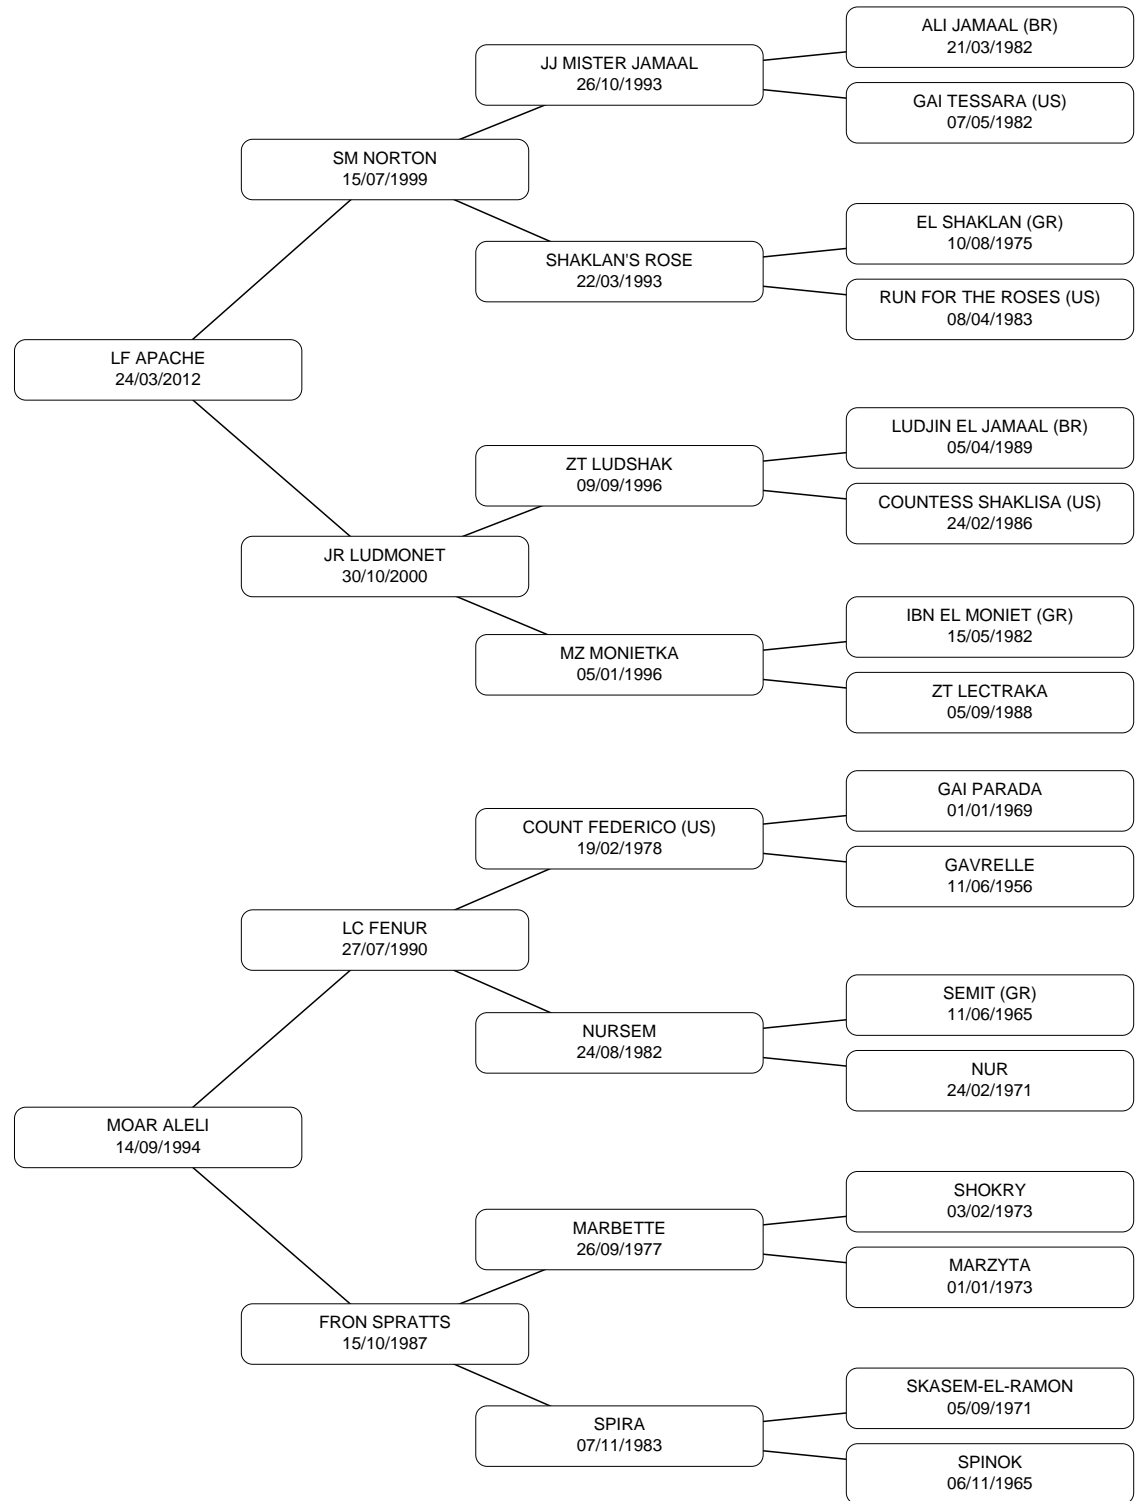 ALI JAMAAL (BR)
21/03/1982
JJ MISTER JAMAAL
26/10/1993
GAI TESSARA (US)
07/05/1982
SM NORTON
15/07/1999
EL SHAKLAN (GR)
10/08/1975
SHAKLAN'S ROSE
22/03/1993
RUN FOR THE ROSES (US)
08/04/1983
LF APACHE
24/03/2012
LUDJIN EL JAMAAL (BR)
05/04/1989
ZT LUDSHAK
09/09/1996
COUNTESS SHAKLISA (US)
24/02/1986
JR LUDMONET
30/10/2000
IBN EL MONIET (GR)
15/05/1982
MZ MONIETKA
05/01/1996
ZT LECTRAKA
05/09/1988
GAI PARADA
01/01/1969
COUNT FEDERICO (US)
19/02/1978
GAVRELLE
11/06/1956
LC FENUR
27/07/1990
SEMIT (GR)
11/06/1965
NURSEM
24/08/1982
NUR
24/02/1971
MOAR ALELI
14/09/1994
SHOKRY
03/02/1973
MARBETTE
26/09/1977
MARZYTA
01/01/1973
FRON SPRATTS
15/10/1987
SKASEM-EL-RAMON
05/09/1971
SPIRA
07/11/1983
SPINOK
06/11/1965